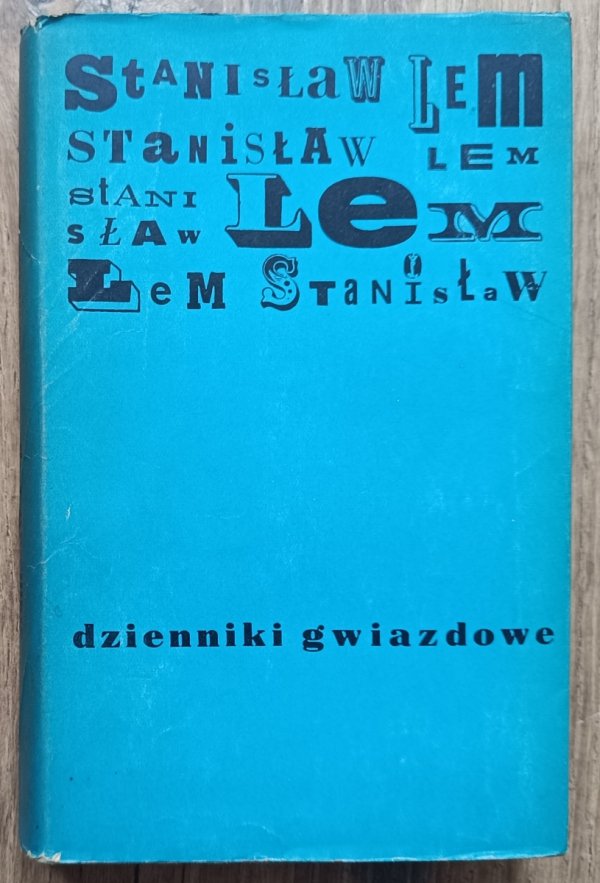 StANISłaW LEM
STaNiSŁAW LEM
StANI
sŁAw LeM
LeM STaNIsŁaW
dzienniki gwiazdowe